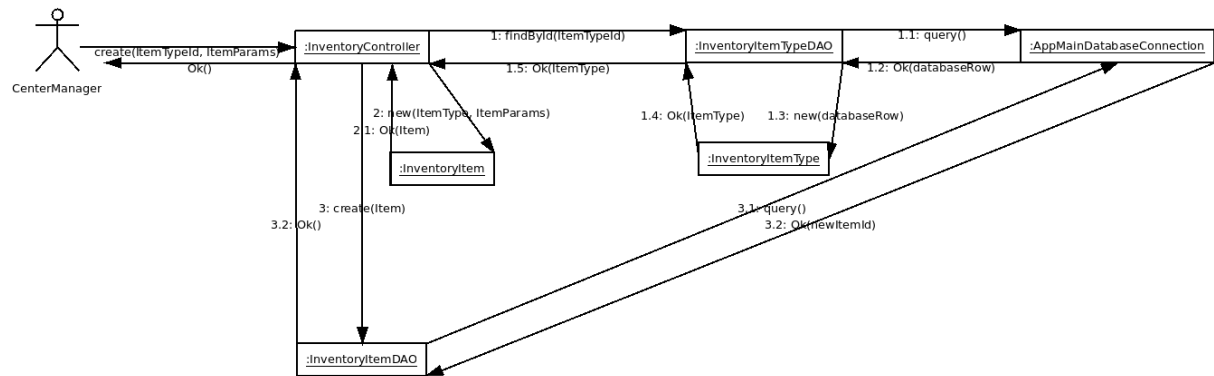 1: findById(ItemTypeId)
1.1: query()
:InventoryController
:InventoryItemTypeDAO
:AppMainDatabaseConnection
create(ItemTypeId, ItemParams)
Ok()
1.5: Ok(ItemType)
1.2: Ok(databaseRow)
CenterManager
2: new(ItemType, ItemParams)
1.4: Ok(ItemType)
1.3: new(databaseRow)
2.1: Ok(Item)
:InventoryItem
:InventoryItemType
3: create(Item)
3.1: query()
3.2: Ok()
3.2: Ok(newItemId)
:InventoryItemDAO